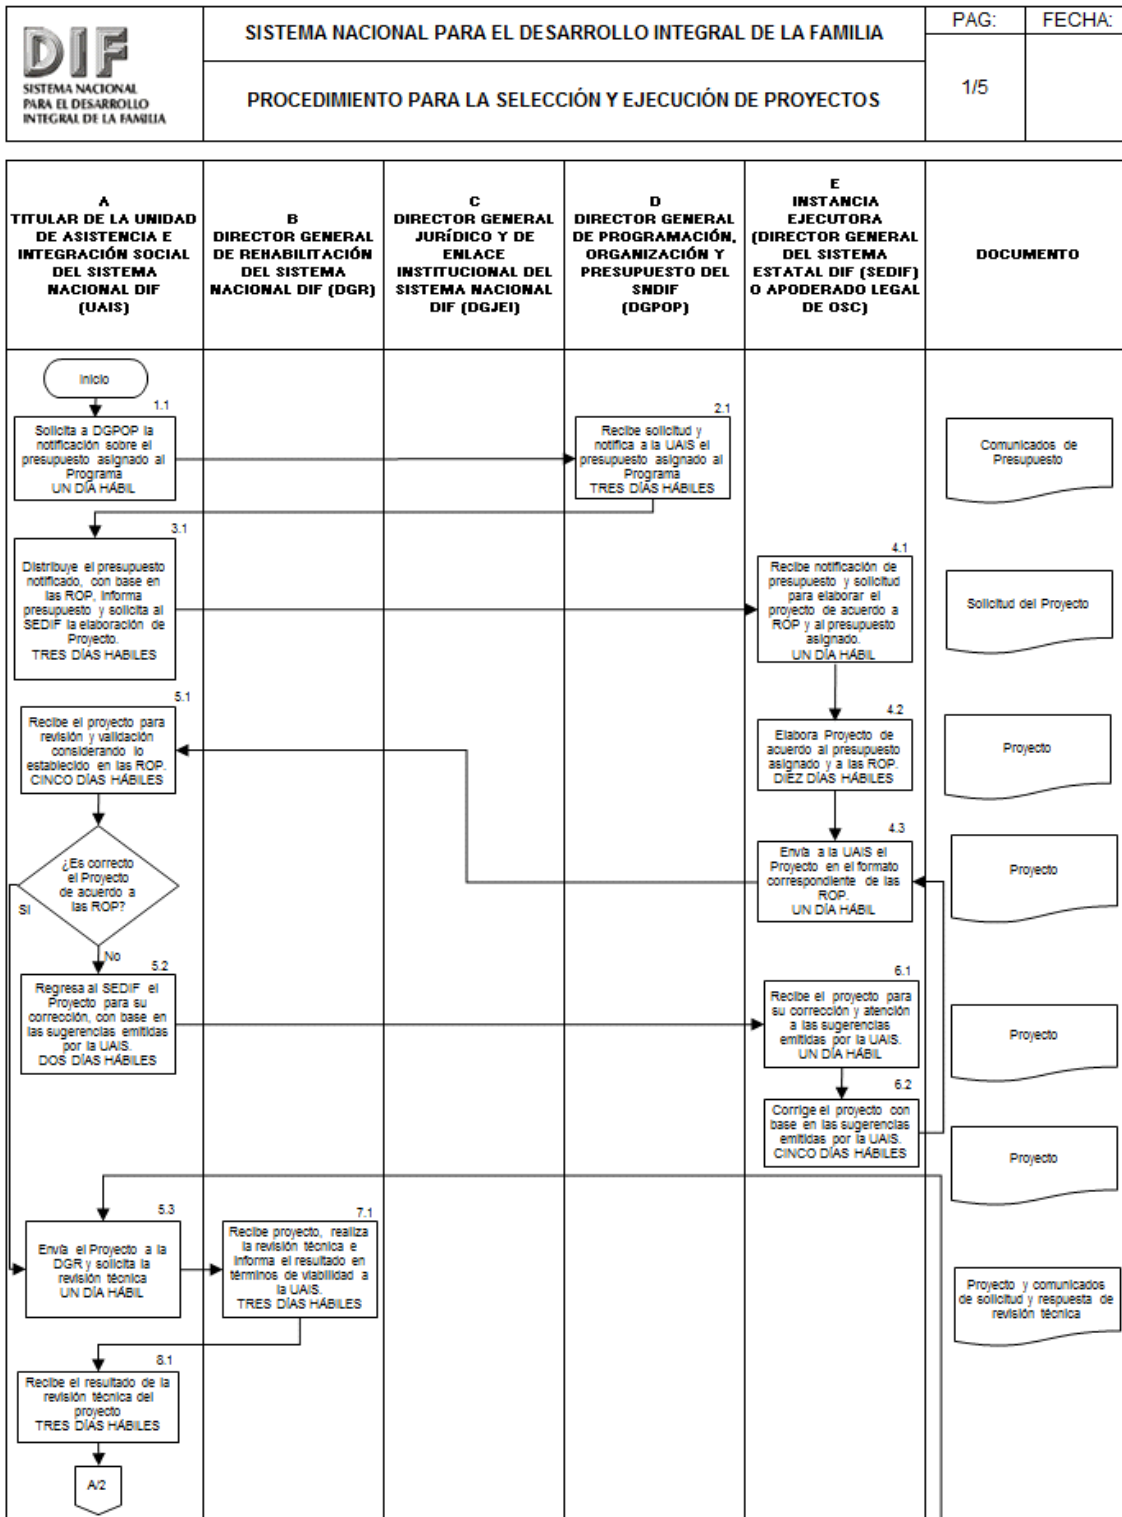 DIF
SISTEMA NACIONAL
PARA EL DESARROLLO
INTEGRAL DE LA FAMILIA
SISTEMA NACIONAL PARA EL DESARROLLO INTEGRAL DE LA FAMILIA
PROCEDIMIENTO PARA LA SELECCIÓN Y EJECUCIÓN DE PROYECTOS
PAG:
FECHA:
1/5
A
TITULAR DE LA UNIDAD
DE ASISTENCIA E
INTEGRACIÓN SOCIAL
DEL SISTEMA
NACIONAL DIF
(UAIS)
B
DIRECTOR GENERAL
DE REHABILITACIÓN
DEL SISTEMA
NACIONAL DIF (DGR)
C
DIRECTOR GENERAL
JURÍDICO Y DE
ENLACE
INSTITUCIONAL DEL
SISTEMA NACIONAL
DIF (DGJEI)
D
DIRECTOR GENERAL
DE PROGRAMACIÓN,
ORGANIZACIÓN Y
PRESUPUESTO DEL
SNDIF
(DGPOP)
E
INSTANCIA
EJECUTORA
(DIRECTOR GENERAL
DEL SISTEMA
ESTATAL DIF (SEDIF)
O APODERADO LEGAL
DE OSC)
DOCUMENTO
Inicio
1.1
Solicita a DGPOP la
notificación sobre el
presupuesto asignado al
Programa
UN DÍA HÁBIL
2.1
Recibe solicitud y
notifica a la UAIS el
presupuesto asignado al
Programa
TRES DÍAS HÁBILES
Comunicados de
Presupuesto
3.1
Distribuye el presupuesto
notificado, con base en
las ROP, informa
presupuesto y solicita al
SEDIF la elaboración de
Proyecto.
TRES DÍAS HABILES
4.1
Recibe notificación de
presupuesto y solicitud
para elaborar el
proyecto de acuerdo a
ROP y al presupuesto
asignado.
UN DÍA HÁBIL
Solicitud del Proyecto
5.1
Recibe el proyecto para
revisión y validación
considerando lo
establecido en las ROP.
CINCO DÍAS HÁBILES
4.2
Elabora Proyecto de
acuerdo al presupuesto
asignado y a las ROP.
DIEZ DÍAS HÁBILES
Proyecto
¿Es correcto
el Proyecto
de acuerdo a
las ROP?
SI
No
4.3
Envía a la UAIS el
Proyecto en el formato
correspondiente de las
ROP.
UN DÍA HÁBIL
Proyecto
5.2
Regresa al SEDIF el
Proyecto para su
corrección, con base en
las sugerencias emitidas
por la UAIS.
DOS DÍAS HÁBILES
6.1
Recibe el proyecto para
su corrección y atención
a las sugerencias
emitidas por la UAIS.
UN DÍA HÁBIL
Proyecto
6.2
Corrige el proyecto con
base en las sugerencias
emitidas por la UAIS.
CINCO DÍAS HÁBILES
Proyecto
5.3
Envía el Proyecto a la
DGR y solicita la
revisión técnica
UN DÍA HÁBIL
7.1
Recibe proyecto, realiza
la revisión técnica e
informa el resultado en
términos de viabilidad a
la UAIS.
TRES DÍAS HÁBILES
Proyecto y comunicados
de solicitud y respuesta de
revisión técnica
8.1
Recibe el resultado de la
revisión técnica del
proyecto
TRES DÍAS HÁBILES
A/2